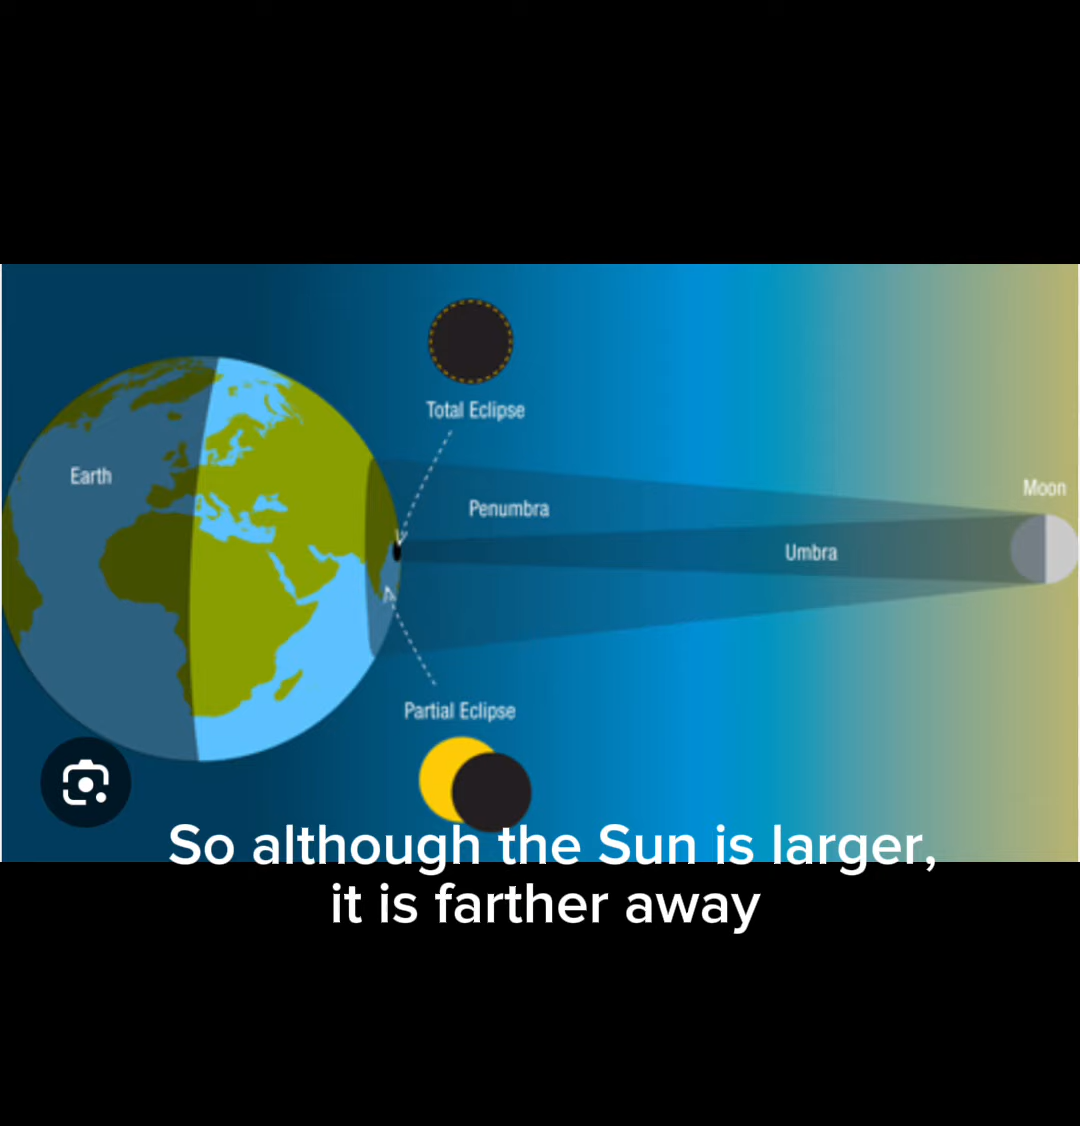 Total Eclipse
Earth
Moon
Penumbra
Umbra
Partial Eclipse
So although the Sun is larger,
it is farther away